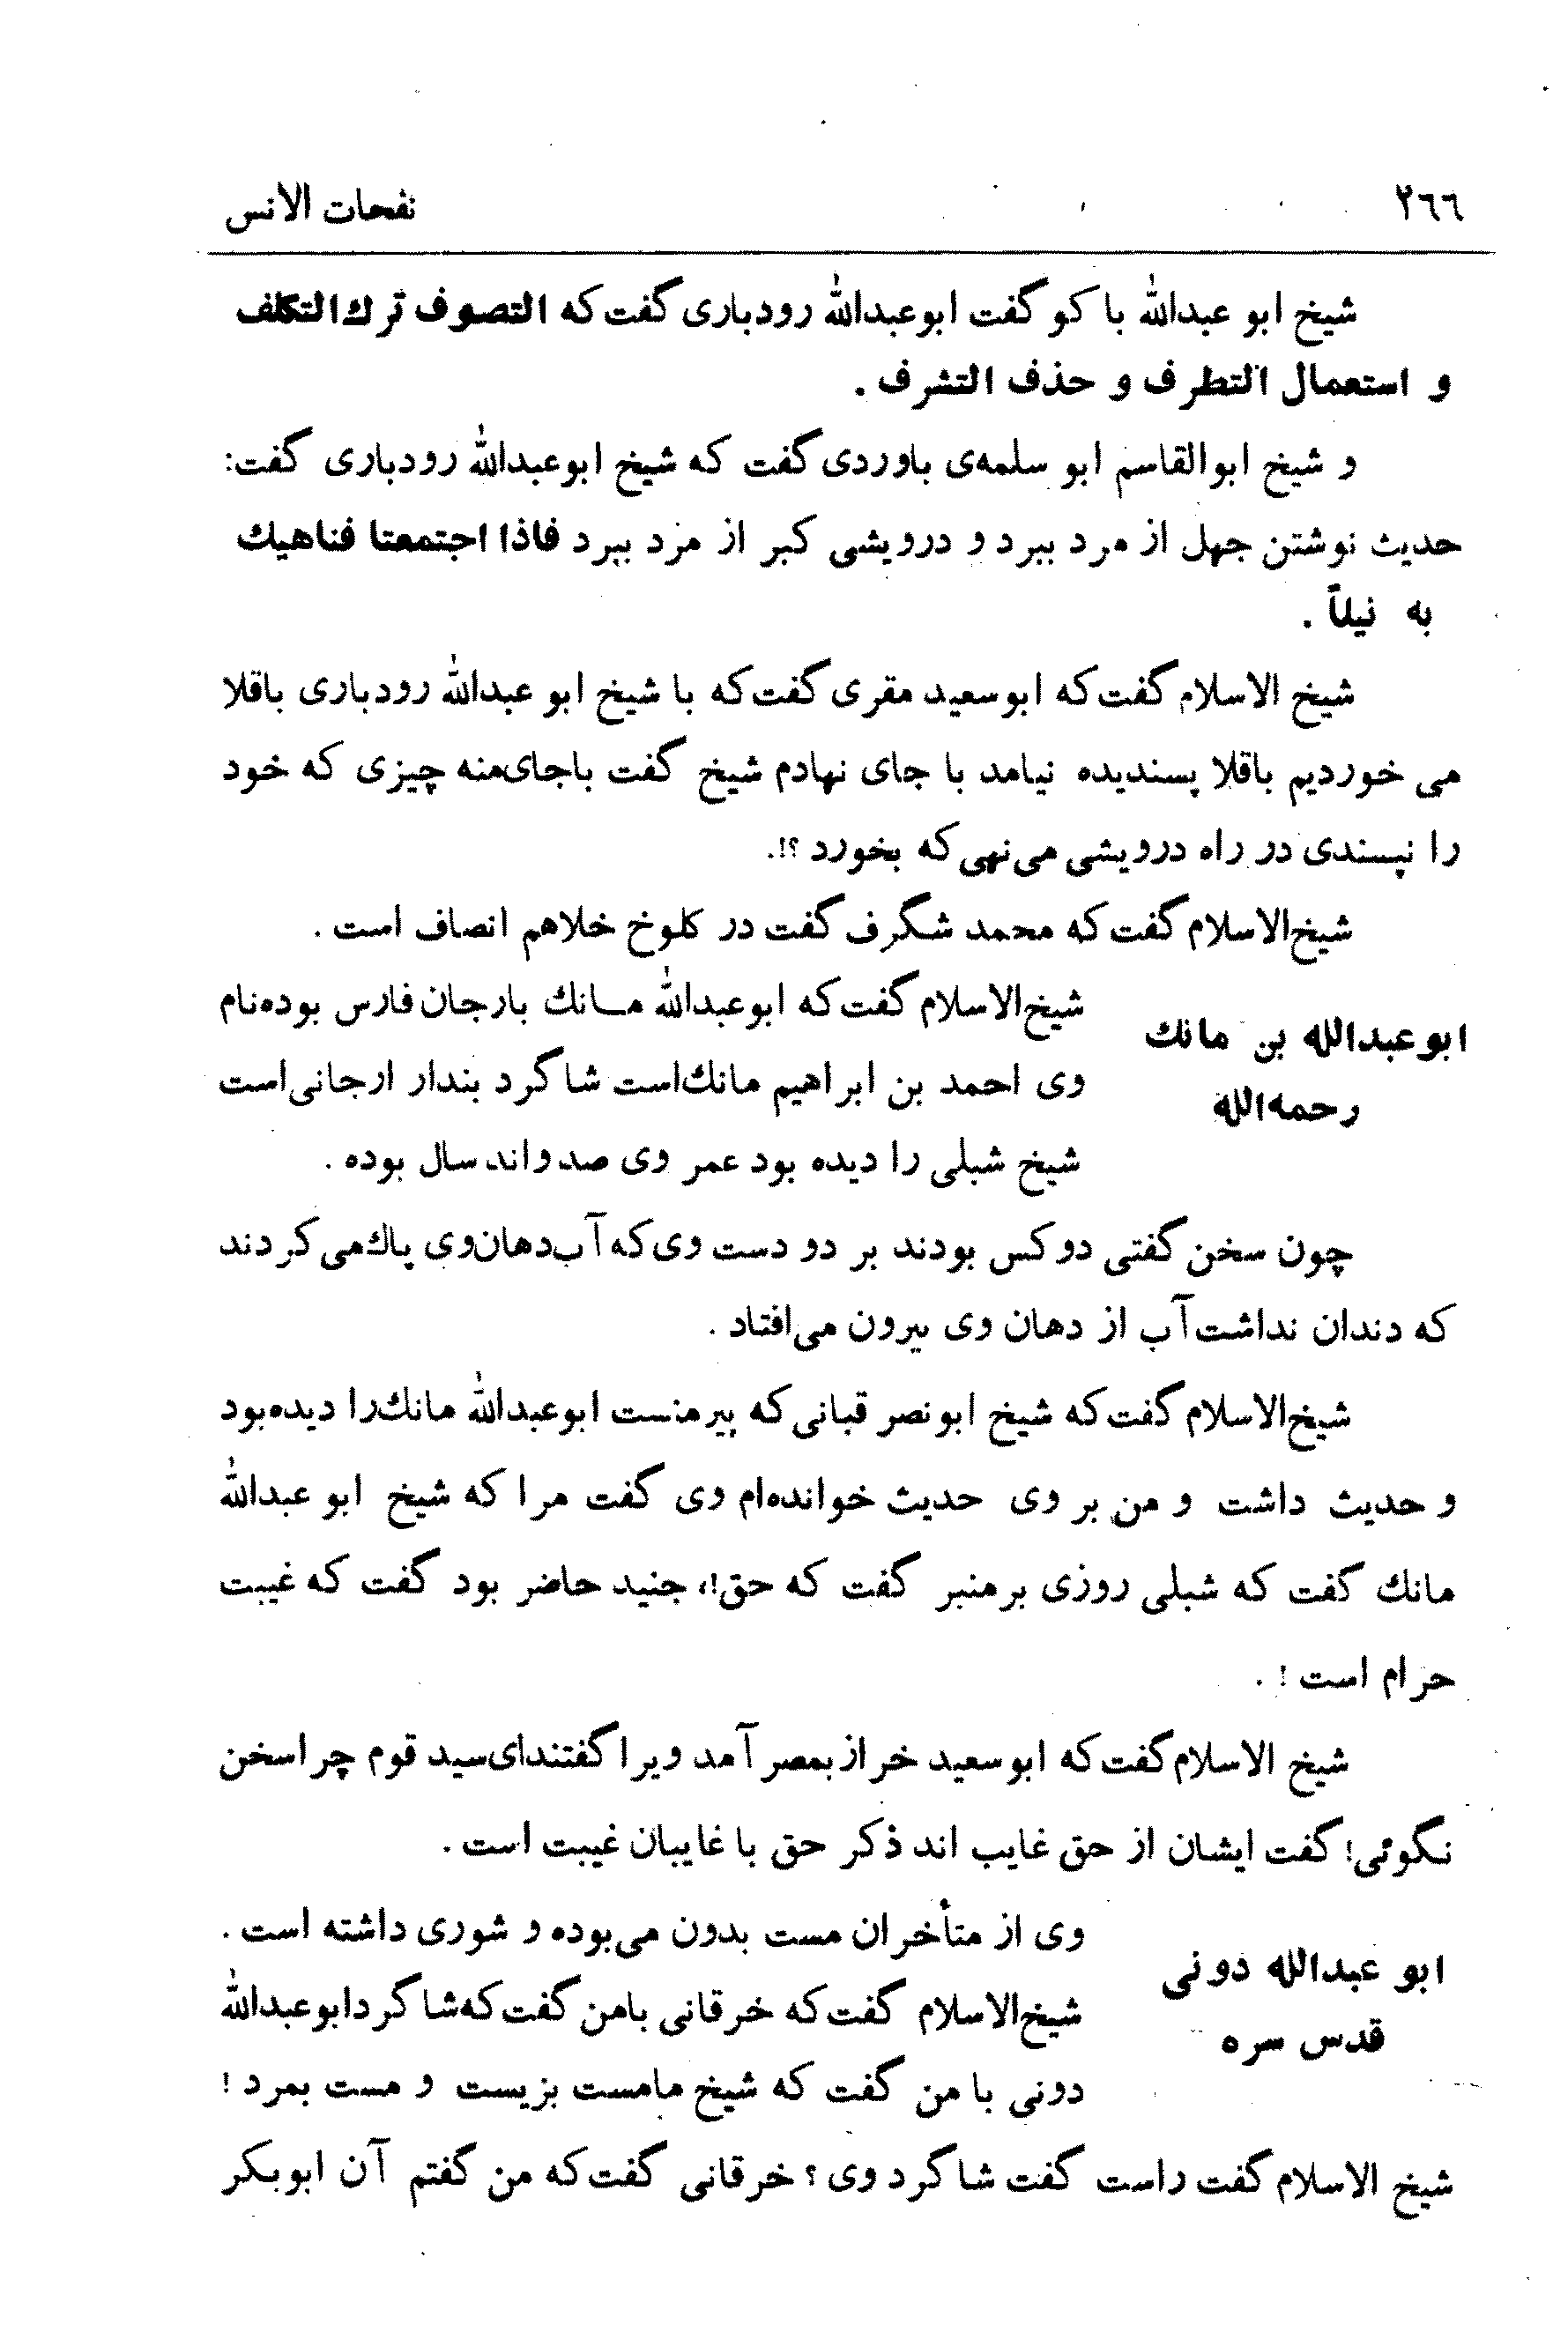 ۲٦٦ نفحات الانس
شیخ ابو عبدالله با کو گفت ابوعبدالله رودباری گفت که التصوف ترك التکلف
و استعمال التظرف و حذف التشرف .
و شیخ ابوالقاسم ابو سلمه‌ی باوردی گفت که شیخ ابوعبدالله رودباری گفت:
حدیث نوشتن جهل از مرد ببرد و درویشی کبر از مرد ببرد فاذا اجتمعتا فناهیك
به نیلاً .
شیخ الاسلام گفت که ابوسعید مقری گفت که با شیخ ابو عبدالله رودباری باقلا
می خوردیم باقلا پسندیده نیامد با جای نهادم شیخ گفت باجای‌منه چیزی که خود
را نپسندی در راه درویشی می‌نهی که بخورد ؟!.
شیخ‌الاسلام گفت که محمد شگرف گفت در کلوخ خلاهم انصاف است .
ابوعبدالله بن مانك
رحمه‌الله
شیخ‌الاسلام گفت که ابوعبدالله مانك بارجان فارس بوده‌نام
وی احمد بن ابراهیم مانك‌است شاگرد بندار ارجانی‌است
شیخ شبلی را دیده بود عمر وی صد واند سال بوده .
چون سخن گفتی دوکس بودند بر دو دست وی که آب‌دهان‌وی پاك‌می کردند
که دندان نداشت آب از دهان وی بیرون می‌افتاد .
شیخ‌الاسلام گفت که شیخ ابونصر قبانی که پیرمنست ابوعبدالله مانك‌را دیده‌بود
و حدیث داشت و من بر وی حدیث خوانده‌ام وی گفت مرا که شیخ ابو عبدالله
مانك گفت که شبلی روزی برمنبر گفت که حق!، جنید حاضر بود گفت که غیبت
حرام است ! .
شیخ الاسلام گفت که ابوسعید خراز بمصر آمد ویرا گفتندای‌سید قوم چراسخن
نگوئی! گفت ایشان از حق غایب اند ذکر حق با غایبان غیبت است .
ابو عبدالله دونی
قدس سره
وی از متأخران مست بدون می‌بوده و شوری داشته است .
شیخ‌الاسلام گفت که خرقانی بامن گفت که‌شاگردابوعبدالله
دونی با من گفت که شیخ مامست بزیست و مست بمرد !
شیخ الاسلام گفت راست گفت شاگرد وی ؟ خرقانی گفت که من گفتم آن ابوبکر